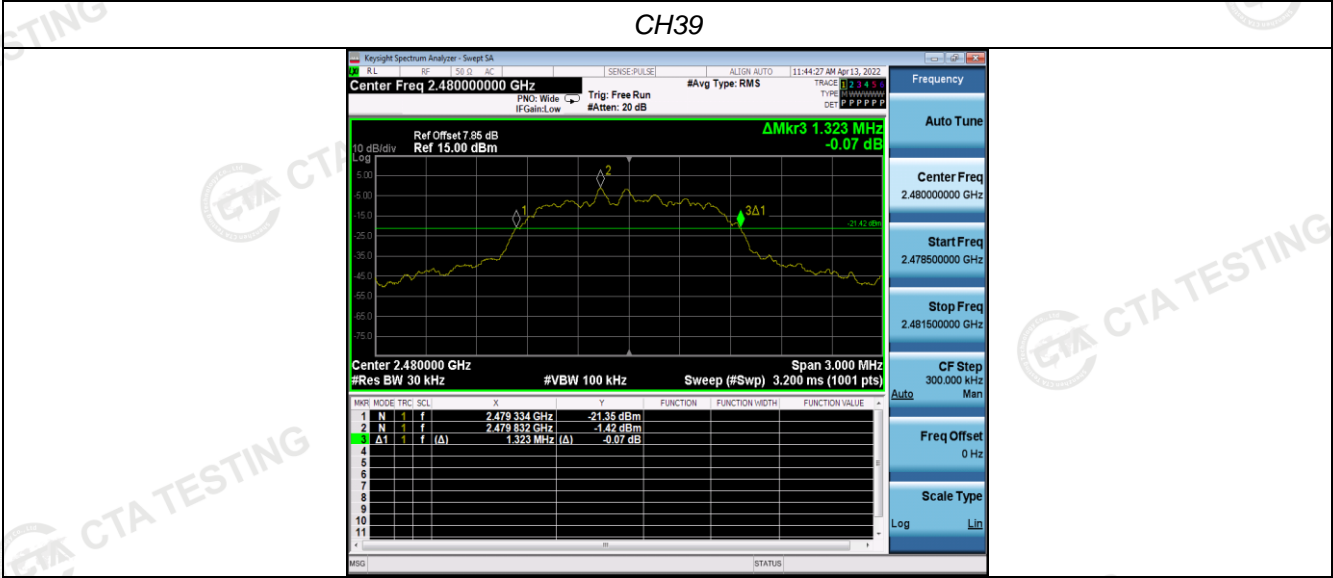 CH39
Keysight Spectrum Analyzer - Swept SA
RL RF 50 Ω AC SENSE:PULSE ALIGN AUTO 11:44:27 AM Apr 13, 2022
Center Freq 2.480000000 GHz #Avg Type: RMS TRACE 1 2 3 4 5 6
PNO: Wide Trig: Free Run TYPE M WWWWW
IFGain:Low #Atten: 20 dB DET P P P P P P
Frequency
Auto Tune
Center Freq
2.480000000 GHz
Start Freq
2.478500000 GHz
Stop Freq
2.481500000 GHz
CF Step
300.000 kHz
Auto Man
Freq Offset
0 Hz
Scale Type
Log Lin
ΔMkr3 1.323 MHz
-0.07 dB
Ref Offset 7.85 dB
10 dB/div Ref 15.00 dBm
Log
5.00
-5.00
-15.0
-25.0
-35.0
-45.0
-55.0
-65.0
-75.0
1
2
3Δ1
-21.42 dBm
Center 2.480000 GHz Span 3.000 MHz
#Res BW 30 kHz #VBW 100 kHz Sweep (#Swp) 3.200 ms (1001 pts)
MKR MODE TRC SCL X Y FUNCTION FUNCTION WIDTH FUNCTION VALUE
1 N 1 f 2.479 334 GHz -21.35 dBm
2 N 1 f 2.479 832 GHz -1.42 dBm
3 Δ1 1 f (Δ) 1.323 MHz (Δ) -0.07 dB
4
5
6
7
8
9
10
11
MSG STATUS
CTA TESTING
CTA TESTING